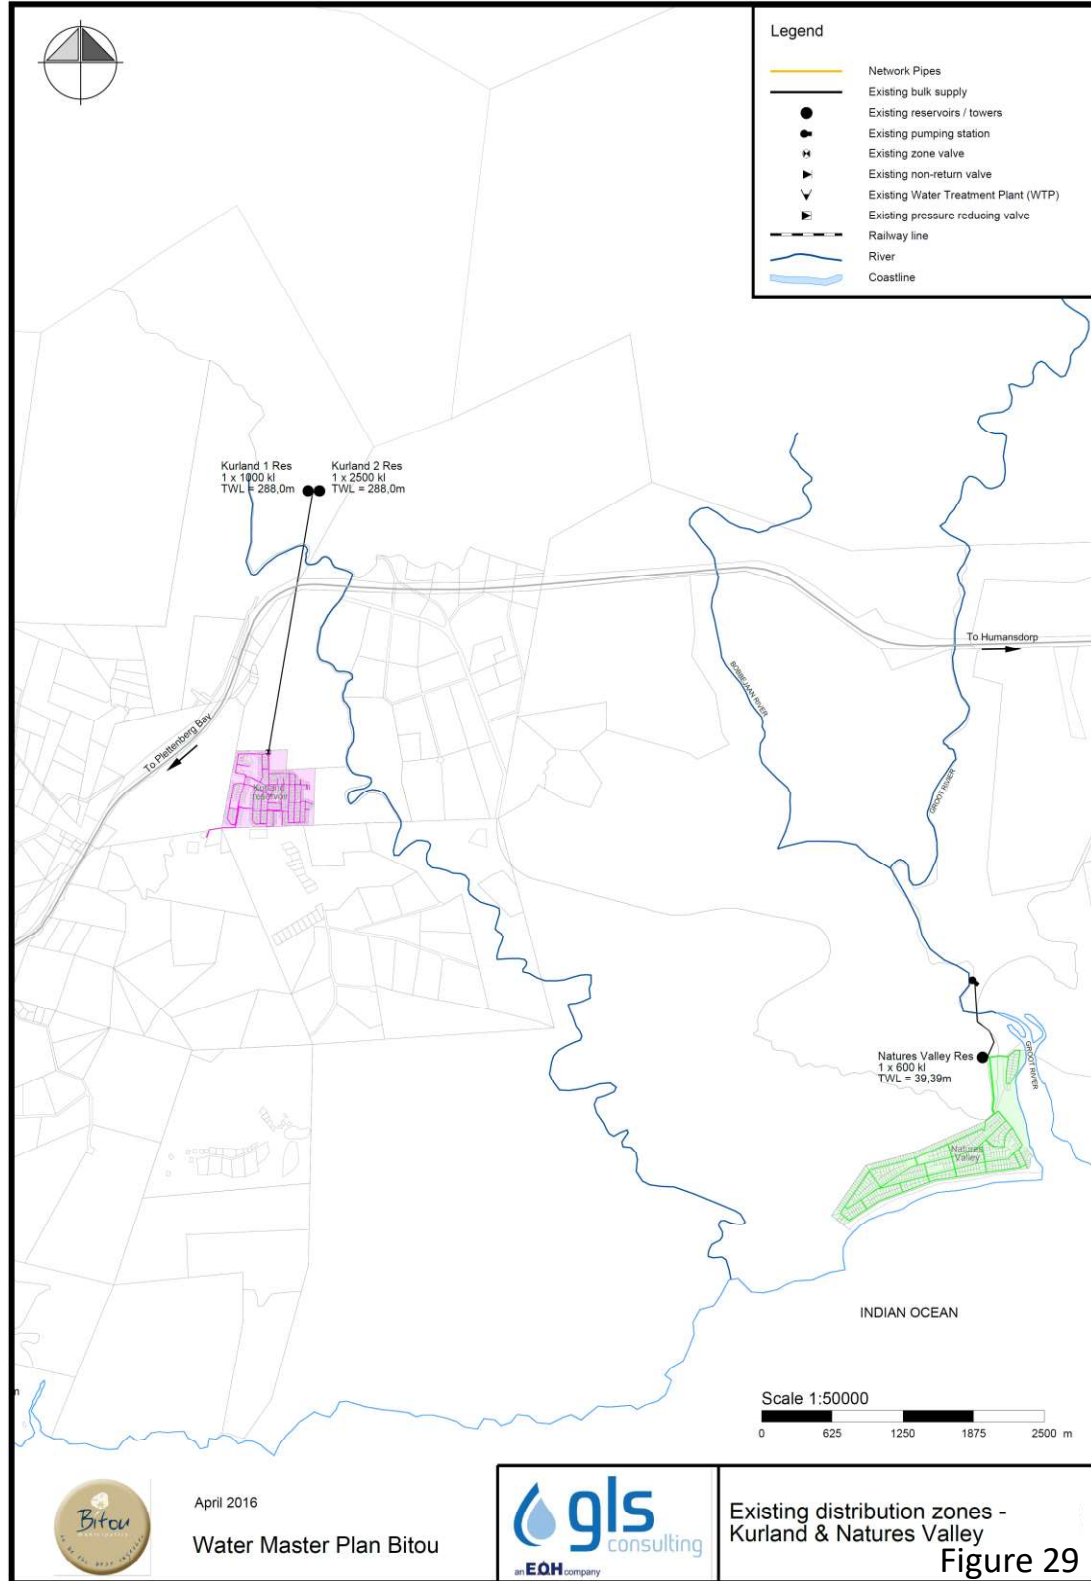 Legend
Network Pipes
Existing bulk supply
Existing reservoirs / towers
Existing pumping station
Existing zone valve
Existing non-return valve
Existing Water Treatment Plant (WTP)
Existing pressure reducing valve
Railway line
River
Coastline
Kurland 1 Res
1 x 1000 kl
TWL = 288,0m
Kurland 2 Res
1 x 2500 kl
TWL = 288,0m
To Humansdorp
BOBBEJAAN RIVER
To Plettenberg Bay
GROOT RIVIER
Kurland
reservoir
GROOT RIVER
Natures Valley Res
1 x 600 kl
TWL = 39,39m
Natures
Valley
INDIAN OCEAN
m
Scale 1:50000
0 625 1250 1875 2500 m
Bitou
April 2016
Water Master Plan Bitou
gls
consulting
an EOH company
Existing distribution zones -
Kurland & Natures Valley
Figure 29